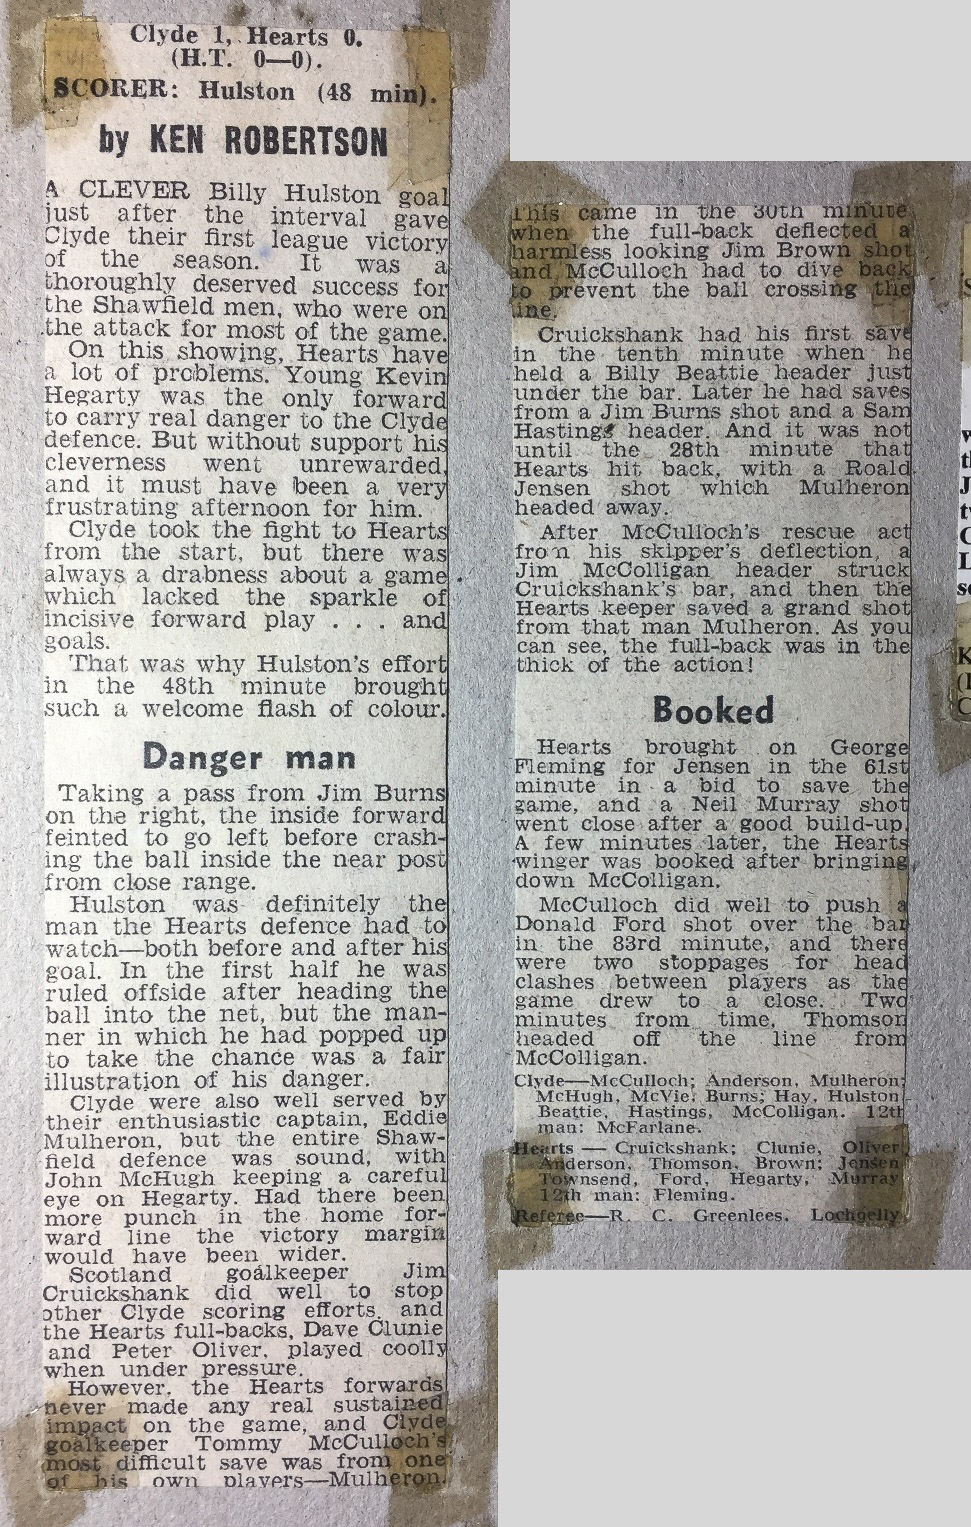 Clyde 1, Hearts 0.
(H.T. 0—0).
SCORER: Hulston (48 min).
by KEN ROBERTSON
A CLEVER Billy Hulston goal
just after the interval gave
Clyde their first league victory
of the season. It was a
thoroughly deserved success for
the Shawfield men, who were on
the attack for most of the game.
On this showing, Hearts have
a lot of problems. Young Kevin
Hegarty was the only forward
to carry real danger to the Clyde
defence. But without support his
cleverness went unrewarded,
and it must have been a very
frustrating afternoon for him.
Clyde took the fight to Hearts
from the start, but there was
always a drabness about a game
which lacked the sparkle of
incisive forward play . . . and
goals.
That was why Hulston's effort
in the 48th minute brought
such a welcome flash of colour.
Danger man
Taking a pass from Jim Burns
on the right, the inside forward
feinted to go left before crash-
ing the ball inside the near post
from close range.
Hulston was definitely the
man the Hearts defence had to
watch—both before and after his
goal. In the first half he was
ruled offside after heading the
ball into the net, but the man-
ner in which he had popped up
to take the chance was a fair
illustration of his danger.
Clyde were also well served by
their enthusiastic captain, Eddie
Mulheron, but the entire Shaw-
field defence was sound, with
John McHugh keeping a careful
eye on Hegarty. Had there been
more punch in the home for-
ward line the victory margin
would have been wider.
Scotland goalkeeper Jim
Cruickshank did well to stop
other Clyde scoring efforts, and
the Hearts full-backs, Dave Clunie
and Peter Oliver, played coolly
when under pressure.
However, the Hearts forwards
never made any real sustained
impact on the game, and Clyde
goalkeeper Tommy McCulloch's
most difficult save was from one
of his own players—Mulheron.
This came in the 30th minute
when the full-back deflected a
harmless looking Jim Brown shot
and McCulloch had to dive back
to prevent the ball crossing the
line.
Cruickshank had his first save
in the tenth minute when he
held a Billy Beattie header just
under the bar. Later he had saves
from a Jim Burns shot and a Sam
Hastings header. And it was not
until the 28th minute that
Hearts hit back, with a Roald
Jensen shot which Mulheron
headed away.
After McCulloch's rescue act
from his skipper's deflection, a
Jim McColligan header struck
Cruickshank's bar, and then the
Hearts keeper saved a grand shot
from that man Mulheron. As you
can see, the full-back was in the
thick of the action!
Booked
Hearts brought on George
Fleming for Jensen in the 61st
minute in a bid to save the
game, and a Neil Murray shot
went close after a good build-up.
A few minutes later, the Hearts
winger was booked after bringing
down McColligan.
McCulloch did well to push a
Donald Ford shot over the bar
in the 83rd minute, and there
were two stoppages for head
clashes between players as the
game drew to a close. Two
minutes from time, Thomson
headed off the line from
McColligan.
Clyde—McCulloch; Anderson, Mulheron;
McHugh, McVie, Burns; Hay, Hulston
Beattie, Hastings, McColligan. 12th
man: McFarlane.
Hearts — Cruickshank; Clunie, Oliver
Anderson, Thomson, Brown; Jensen
Townsend, Ford, Hegarty, Murray
12th man: Fleming.
Referee—R. C. Greenlees, Lochgelly.